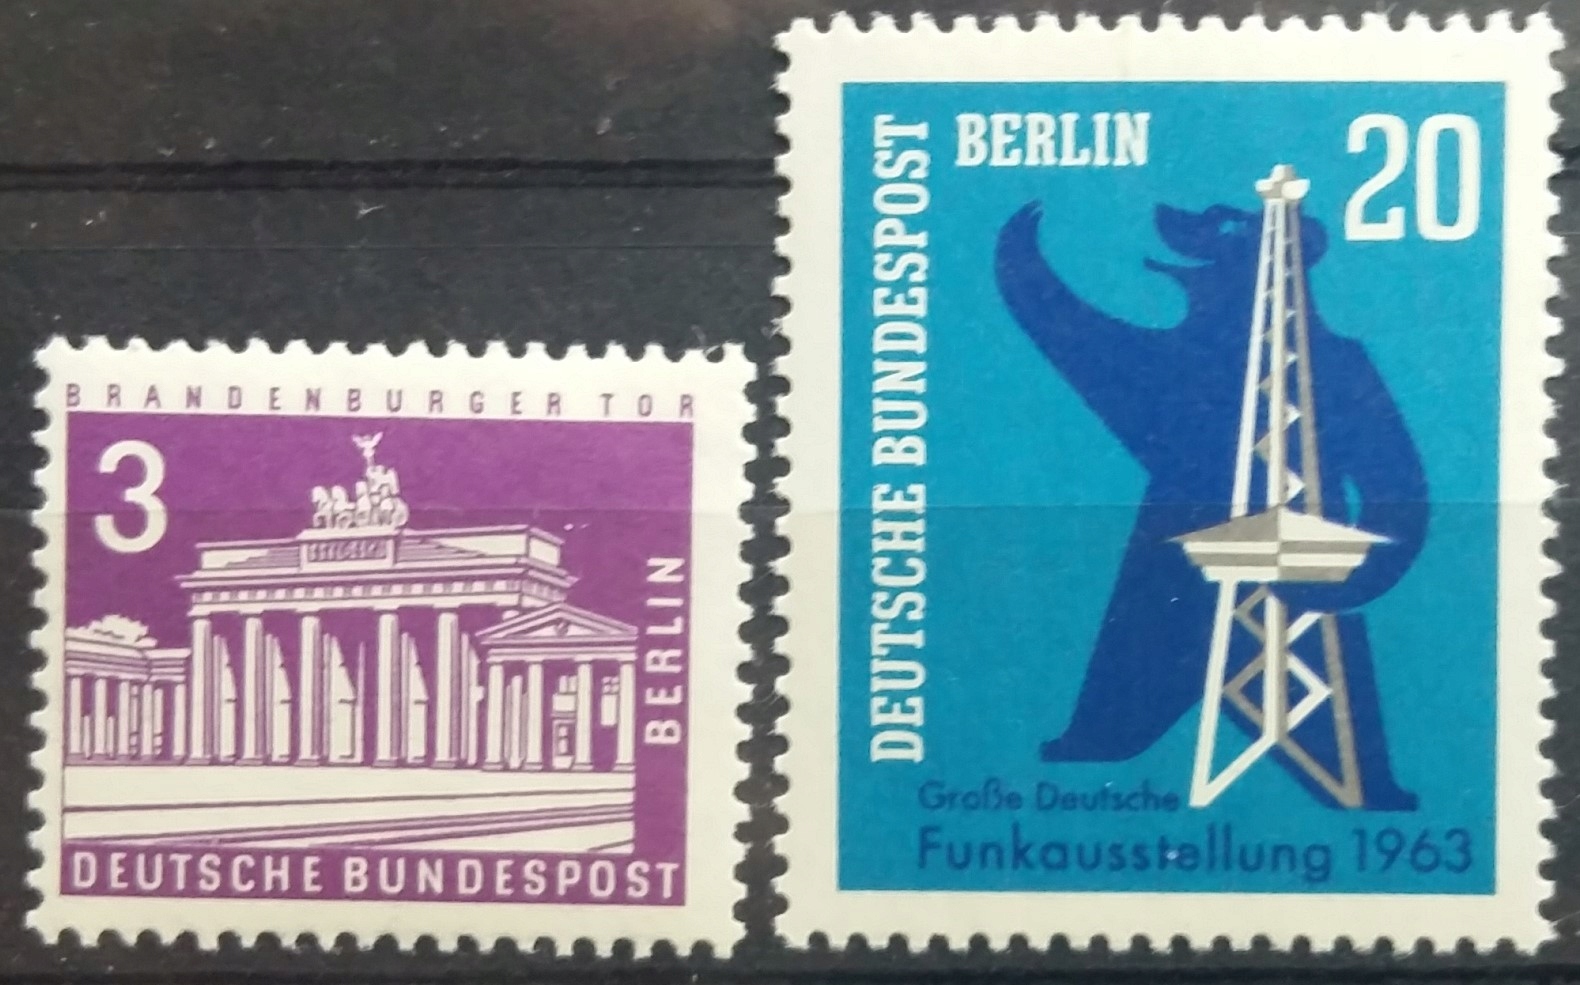 BRANDENBURGER TOR
3
BERLIN
DEUTSCHE BUNDESPOST
DEUTSCHE BUNDESPOST
BERLIN
20
Große Deutsche
Funkausstellung 1963